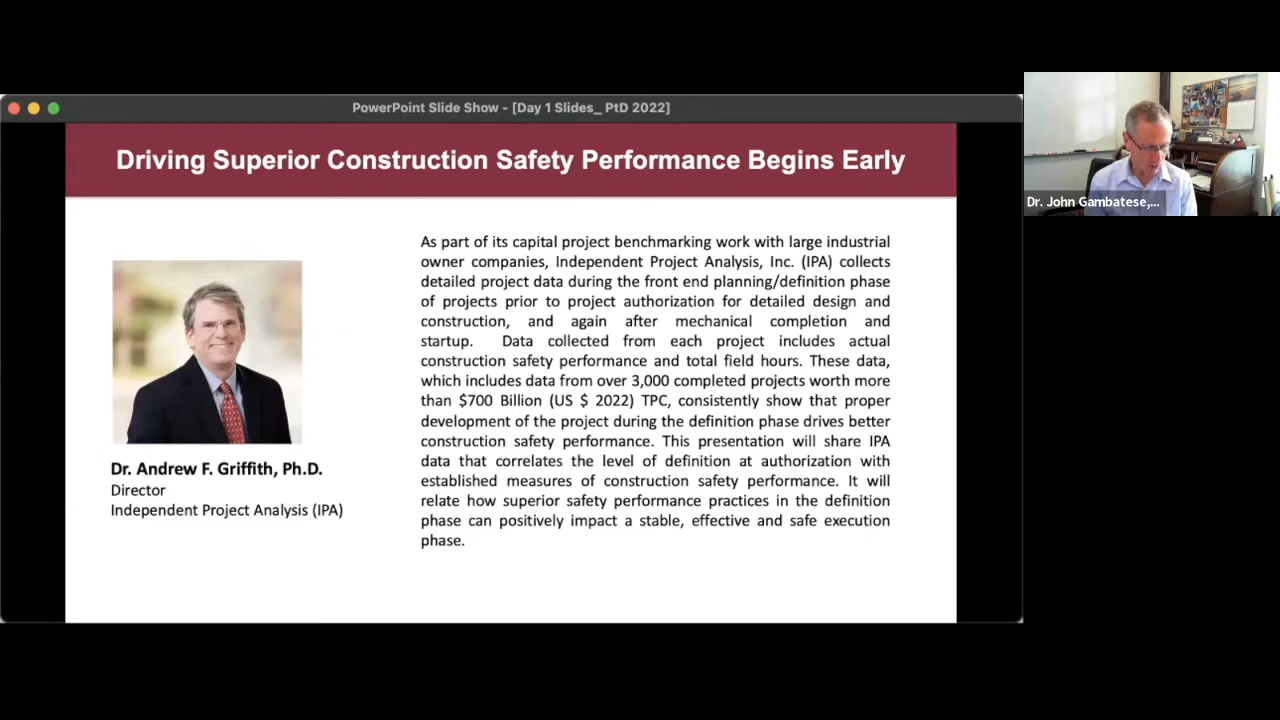 PowerPoint Slide Show - [Day 1 Slides_ PtD 2022]
Driving Superior Construction Safety Performance Begins Early
As part of its capital project benchmarking work with large industrial
owner companies, Independent Project Analysis, Inc. (IPA) collects
detailed project data during the front end planning/definition phase
of projects prior to project authorization for detailed design and
construction, and again after mechanical completion and
startup. Data collected from each project includes actual
construction safety performance and total field hours. These data,
which includes data from over 3,000 completed projects worth more
than $700 Billion (US $ 2022) TPC, consistently show that proper
development of the project during the definition phase drives better
construction safety performance. This presentation will share IPA
data that correlates the level of definition at authorization with
established measures of construction safety performance. It will
relate how superior safety performance practices in the definition
phase can positively impact a stable, effective and safe execution
phase.
Dr. Andrew F. Griffith, Ph.D.
Director
Independent Project Analysis (IPA)
Dr. John Gambatese,...